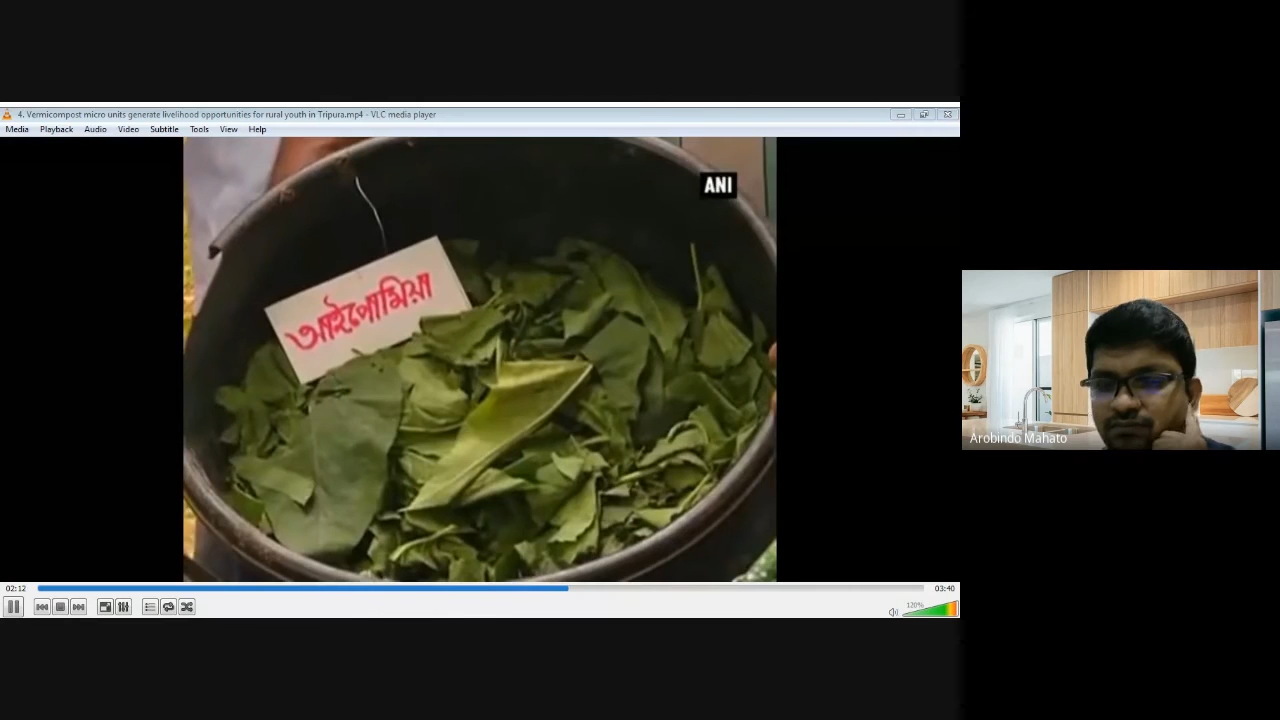 4. Vermicompost micro units generate livelihood opportunities for rural youth in Tripura.mp4 - VLC media player
Media Playback Audio Video Subtitle Tools View Help
ANI
আইপোমিয়া
Arobindo Mahato
02:12
03:40
120%